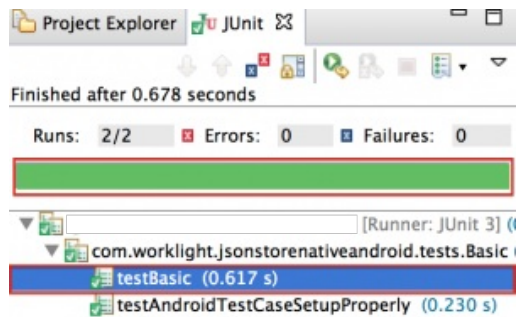 Project Explorer JUnit
Finished after 0.678 seconds
Runs: 2/2 Errors: 0 Failures: 0
[Runner: JUnit 3] (
com.worklight.jsonstorenativeandroid.tests.Basic
testBasic (0.617 s)
testAndroidTestCaseSetupProperly (0.230 s)